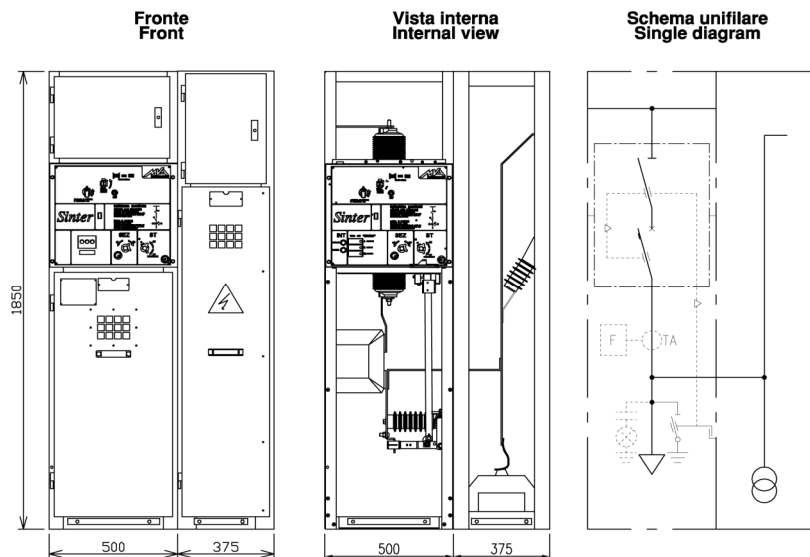 Fronte
Front
Vista interna
Internal view
Schema unifilare
Single diagram
Sinter
SEZ
ST
Sinter
INT
SEZ
ST
F
TA
1850
500
375
500
375